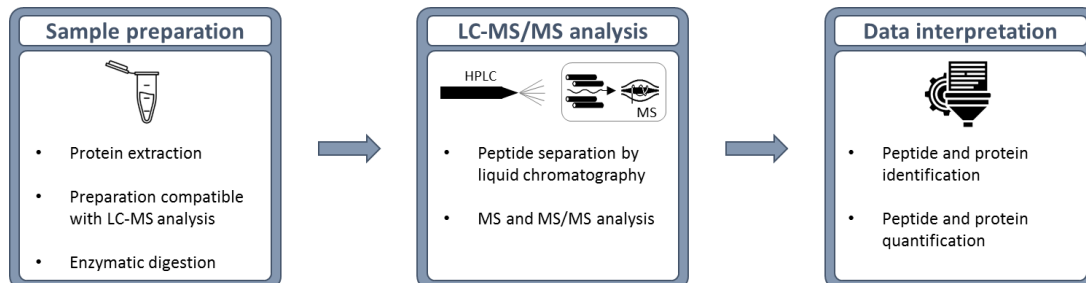 Sample preparation
• Protein extraction
• Preparation compatible
with LC-MS analysis
• Enzymatic digestion
LC-MS/MS analysis
HPLC
MS
• Peptide separation by
liquid chromatography
• MS and MS/MS analysis
Data interpretation
• Peptide and protein
identification
• Peptide and protein
quantification